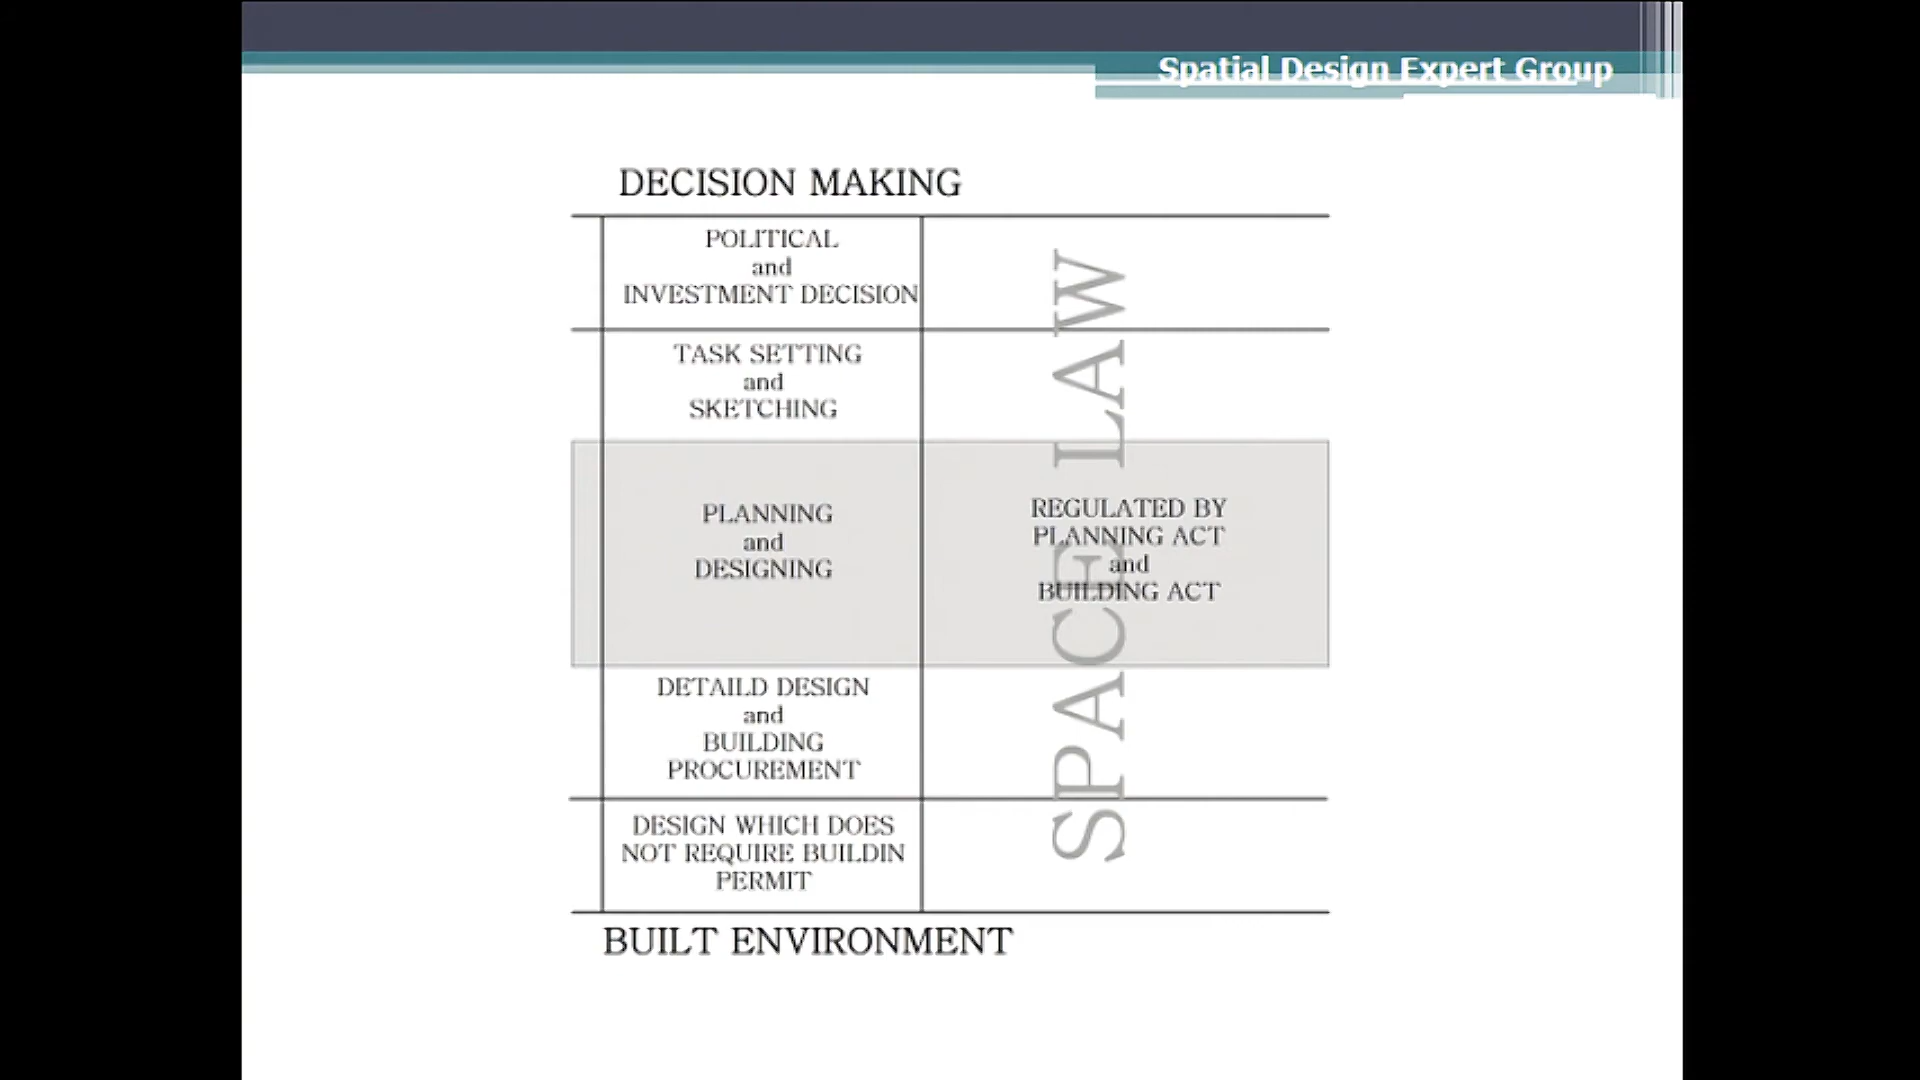 Spatial Design Expert Group
DECISION MAKING
POLITICAL
and
INVESTMENT DECISION
TASK SETTING
and
SKETCHING
PLANNING
and
DESIGNING
REGULATED BY
PLANNING ACT
and
BUILDING ACT
DETAILD DESIGN
and
BUILDING
PROCUREMENT
DESIGN WHICH DOES
NOT REQUIRE BUILDIN
PERMIT
SPACE LAW
BUILT ENVIRONMENT